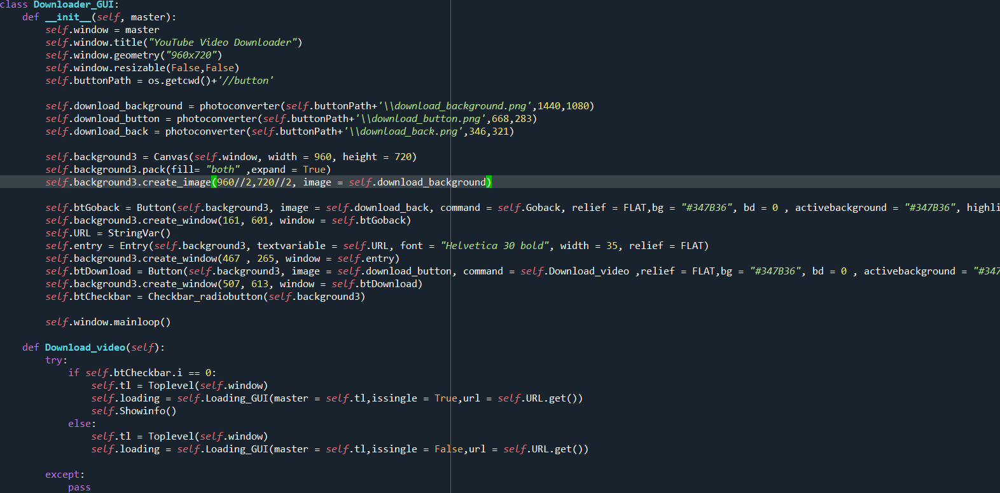 class Downloader_GUI:
    def __init__(self, master):
        self.window = master
        self.window.title("YouTube Video Downloader")
        self.window.geometry("960x720")
        self.window.resizable(False,False)
        self.buttonPath = os.getcwd()+'//button'

        self.download_background = photoconverter(self.buttonPath+'\\download_background.png',1440,1080)
        self.download_button = photoconverter(self.buttonPath+'\\download_button.png',668,283)
        self.download_back = photoconverter(self.buttonPath+'\\download_back.png',346,321)

        self.background3 = Canvas(self.window, width = 960, height = 720)
        self.background3.pack(fill= "both" ,expand = True)
        self.background3.create_image(960//2,720//2, image = self.download_background)

        self.btGoback = Button(self.background3, image = self.download_back, command = self.Goback, relief = FLAT,bg = "#347B36", bd = 0 , activebackground = "#347B36", highli
        self.background3.create_window(161, 601, window = self.btGoback)
        self.URL = StringVar()
        self.entry = Entry(self.background3, textvariable = self.URL, font = "Helvetica 30 bold", width = 35, relief = FLAT)
        self.background3.create_window(467 , 265, window = self.entry)
        self.btDownload = Button(self.background3, image = self.download_button, command = self.Download_video ,relief = FLAT,bg = "#347B36", bd = 0 , activebackground = "#347
        self.background3.create_window(507, 613, window = self.btDownload)
        self.btCheckbar = Checkbar_radiobutton(self.background3)

        self.window.mainloop()

    def Download_video(self):
        try:
            if self.btCheckbar.i == 0:
                self.tl = Toplevel(self.window)
                self.loading = self.Loading_GUI(master = self.tl,issingle = True,url = self.URL.get())
                self.Showinfo()
            else:
                self.tl = Toplevel(self.window)
                self.loading = self.Loading_GUI(master = self.tl,issingle = False,url = self.URL.get())

        except:
            pass